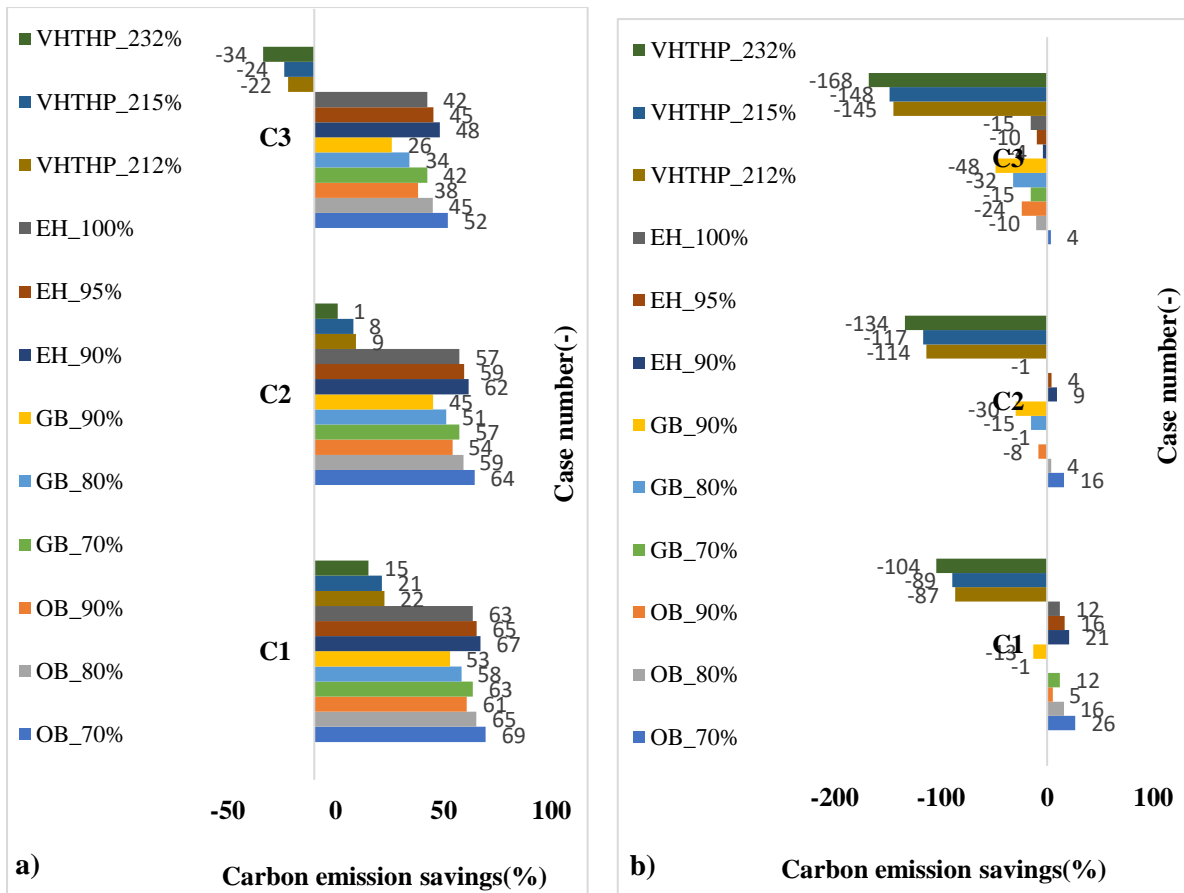 VHTHP_232%
VHTHP_215%
VHTHP_212%
EH_100%
EH_95%
EH_90%
GB_90%
GB_80%
GB_70%
OB_90%
OB_80%
OB_70%
-34
-24
-22
42
45
48
26
34
42
38
45
52
C3
1
8
9
57
59
62
45
51
57
54
59
64
C2
15
21
22
63
65
67
53
58
63
61
65
69
C1
Case number(-)
-50 0 50 100
Carbon emission savings(%)
a)
VHTHP_232%
VHTHP_215%
VHTHP_212%
EH_100%
EH_95%
EH_90%
GB_90%
GB_80%
GB_70%
OB_90%
OB_80%
OB_70%
-168
-148
-145
-15
-10
-4
-48
-32
-15
-24
-10
4
C3
-134
-117
-114
-1
4
9
-30
-15
-1
-8
4
16
C2
-104
-89
-87
12
16
21
-13
-1
12
5
16
26
C1
Case number(-)
-200 -100 0 100
Carbon emission savings(%)
b)